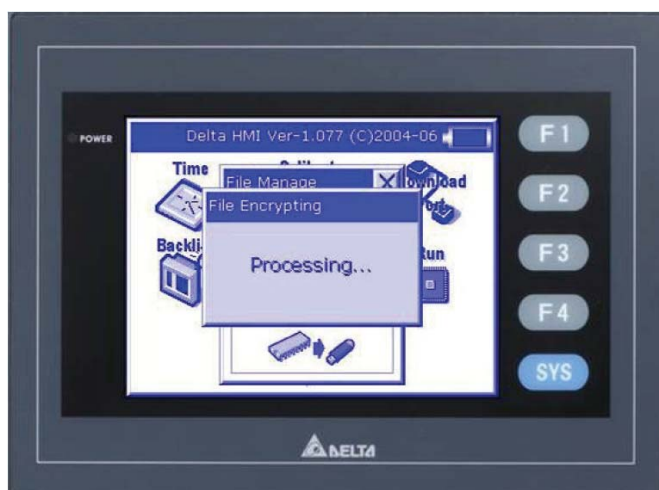 POWER
Delta HMI Ver-1.077 (C)2004-06
Time
File Manage
File Encrypting
Processing...
F1
F2
F3
F4
SYS
DELTA